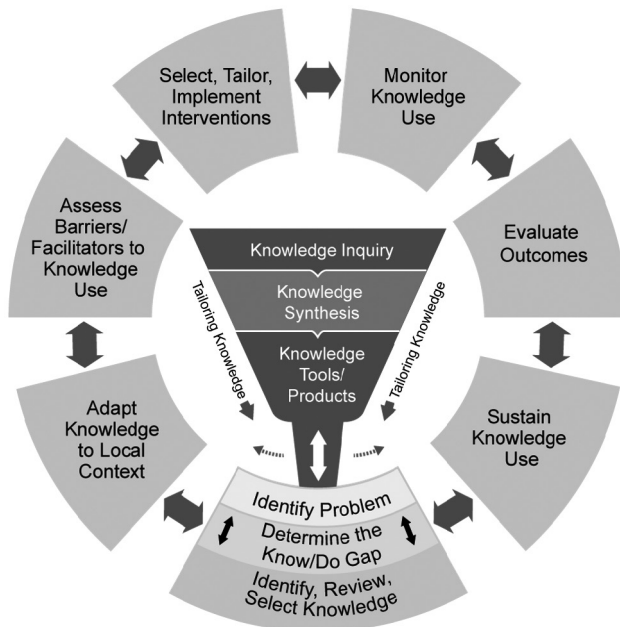 Select, Tailor,
Implement
Interventions
Monitor
Knowledge
Use
Assess
Barriers/
Facilitators to
Knowledge
Use
Evaluate
Outcomes
Knowledge Inquiry
Knowledge
Synthesis
Knowledge
Tools/
Products
Tailoring Knowledge
Tailoring Knowledge
Adapt
Knowledge
to Local
Context
Sustain
Knowledge
Use
Identify Problem
Determine the
Know/Do Gap
Identify, Review,
Select Knowledge